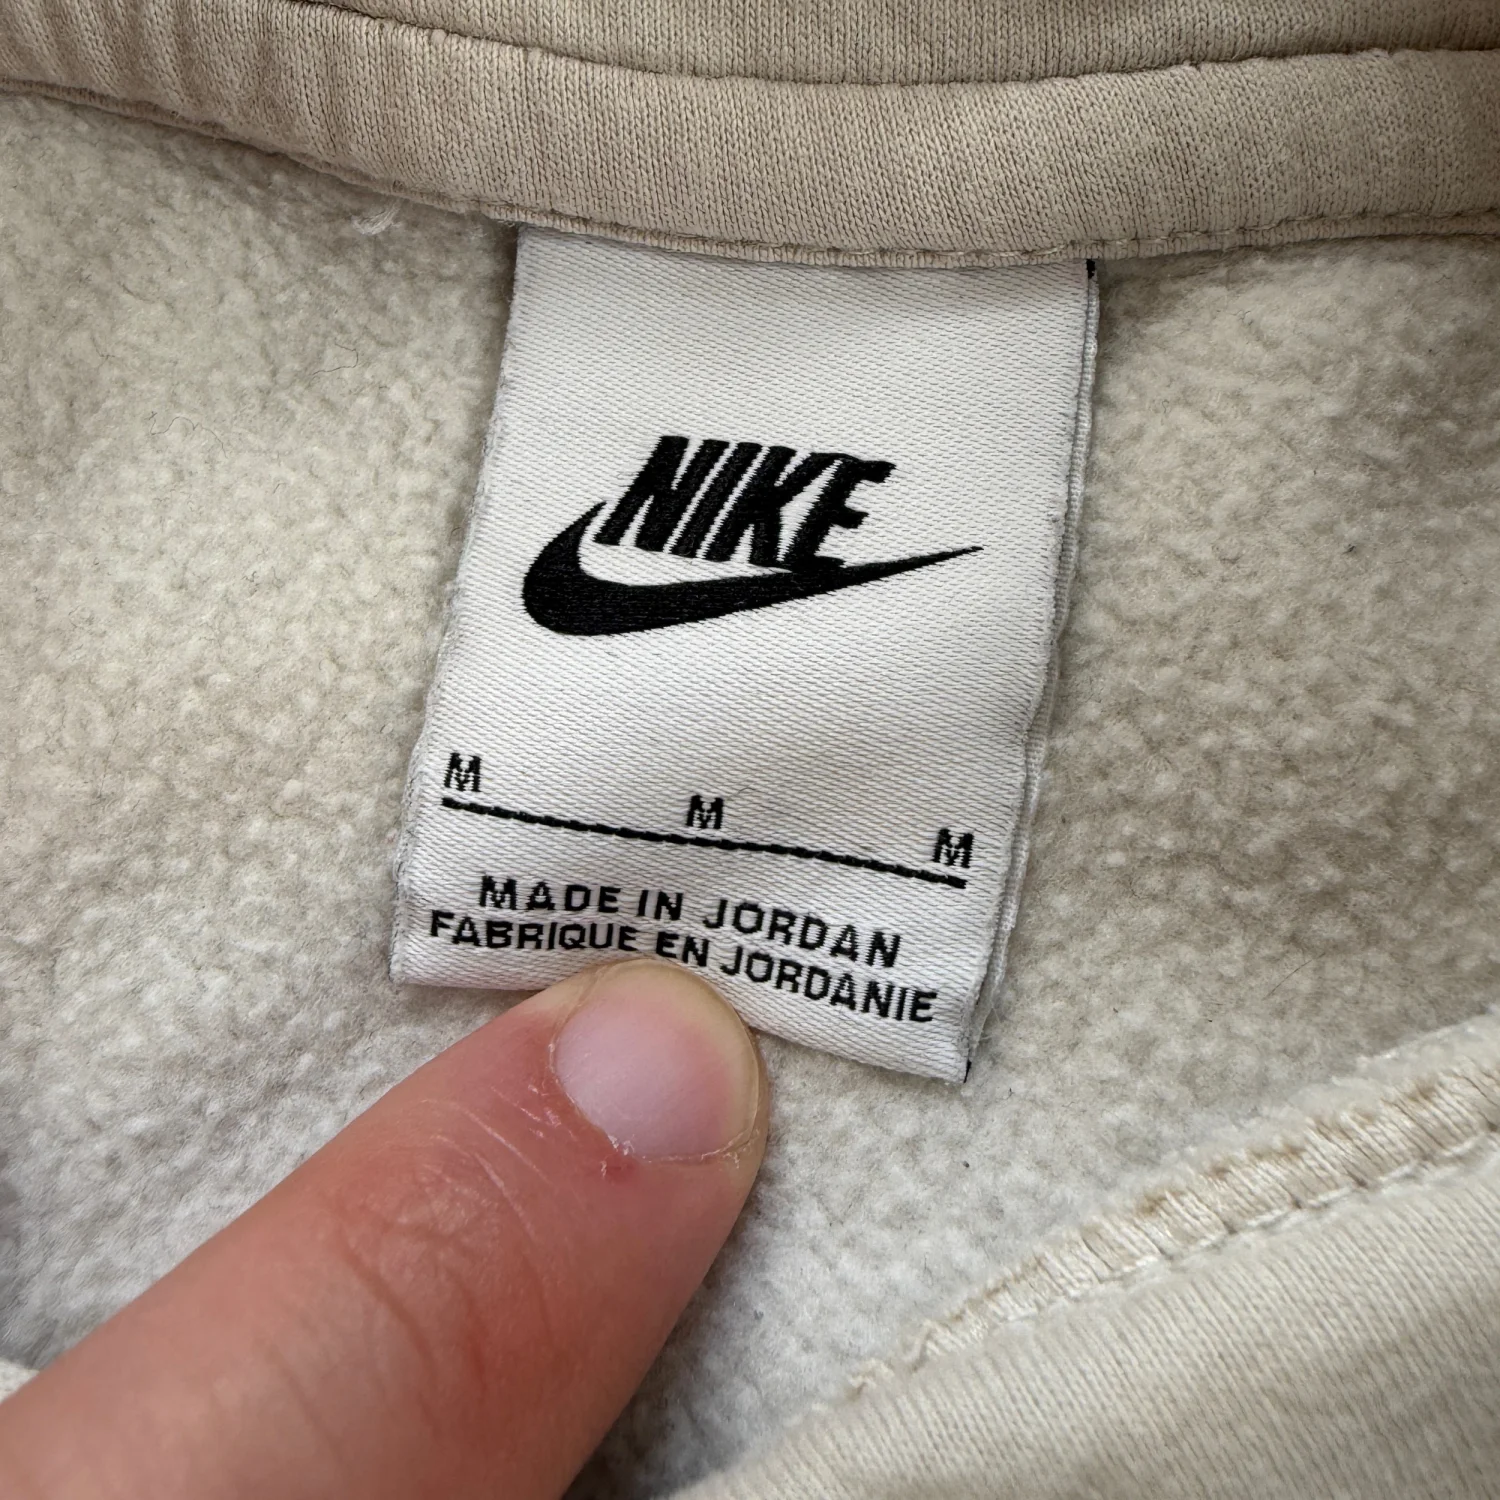 NIKE
M M M
MADE IN JORDAN
FABRIQUE EN JORDANIE